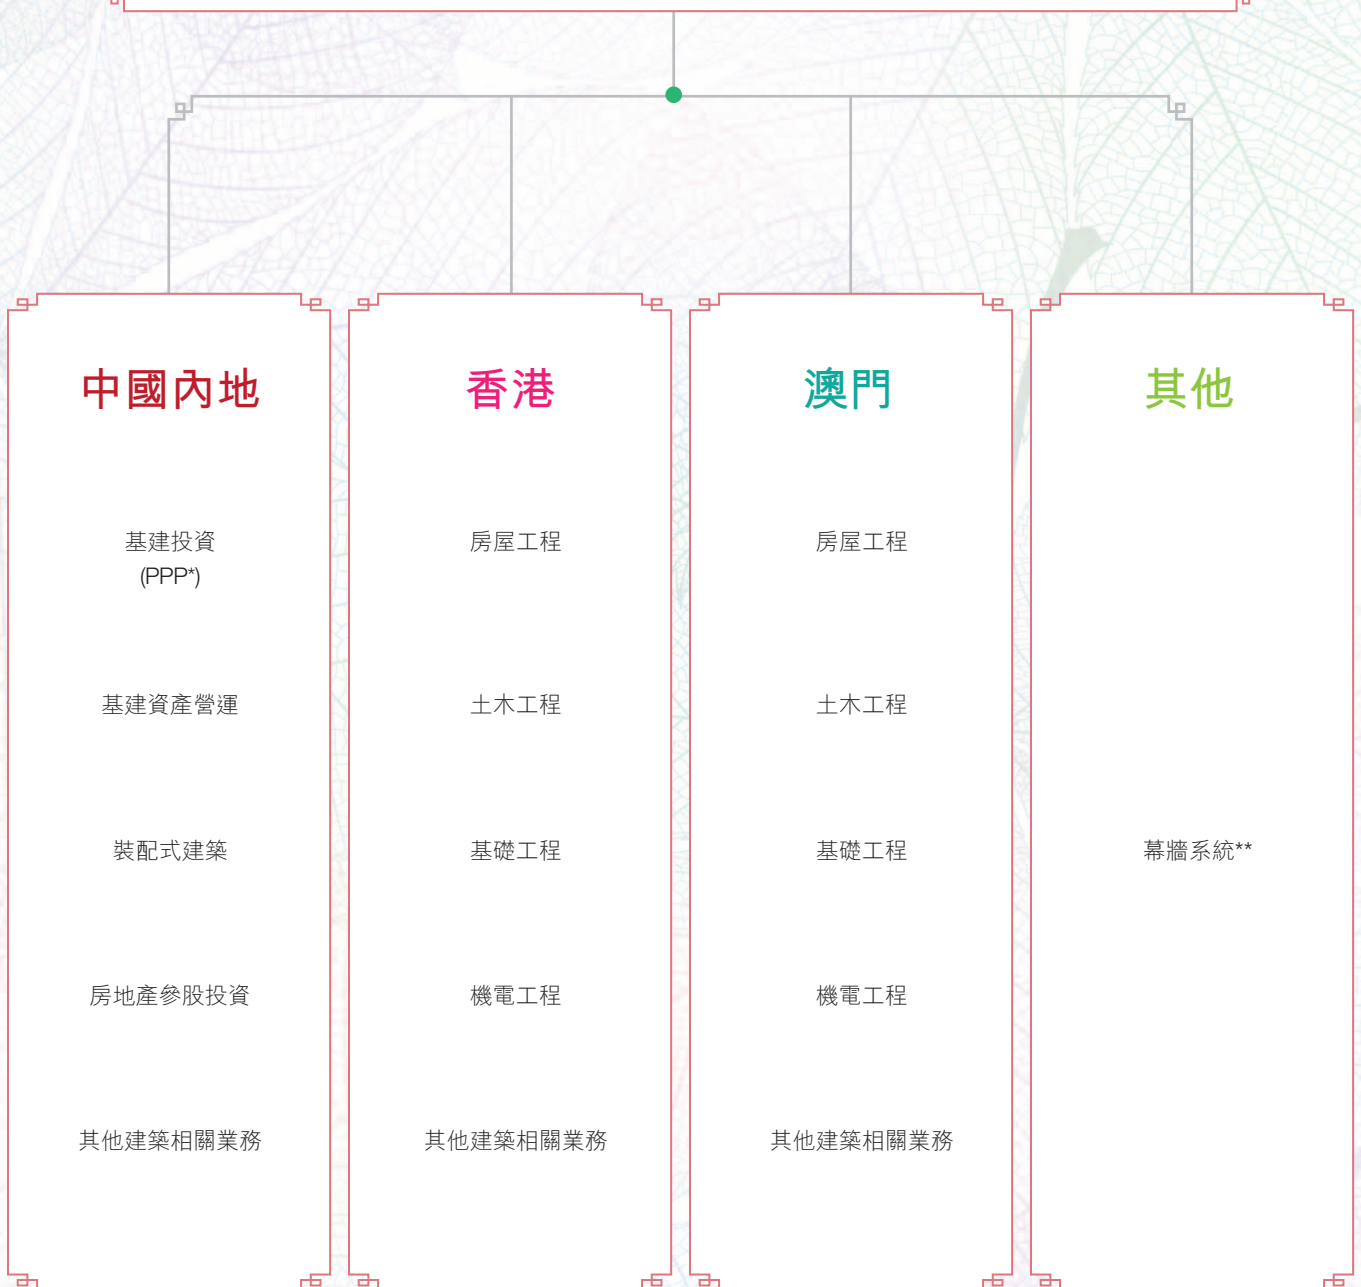 中國內地
基建投資
(PPP*)
基建資產營運
裝配式建築
房地產參股投資
其他建築相關業務
香港
房屋工程
土木工程
基礎工程
機電工程
其他建築相關業務
澳門
房屋工程
土木工程
基礎工程
機電工程
其他建築相關業務
其他
幕牆系統**